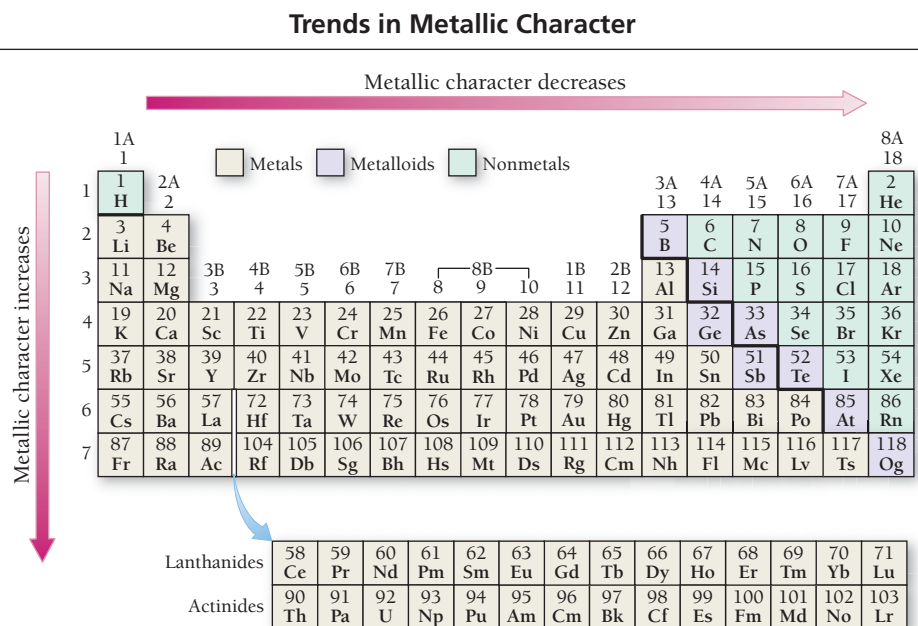 Trends in Metallic Character
Metallic character decreases
Metallic character increases
1A 8A
1 18
Metals Metalloids Nonmetals
1 1 2A 3A 4A 5A 6A 7A 2
H 2 13 14 15 16 17 He
2 3 4 5 6 7 8 9 10
Li Be B C N O F Ne
3B 4B 5B 6B 7B 8B 1B 2B
3 4 5 6 7 8 9 10 11 12
3 11 12 13 14 15 16 17 18
Na Mg Al Si P S Cl Ar
4 19 20 21 22 23 24 25 26 27 28 29 30 31 32 33 34 35 36
K Ca Sc Ti V Cr Mn Fe Co Ni Cu Zn Ga Ge As Se Br Kr
5 37 38 39 40 41 42 43 44 45 46 47 48 49 50 51 52 53 54
Rb Sr Y Zr Nb Mo Tc Ru Rh Pd Ag Cd In Sn Sb Te I Xe
6 55 56 57 72 73 74 75 76 77 78 79 80 81 82 83 84 85 86
Cs Ba La Hf Ta W Re Os Ir Pt Au Hg Tl Pb Bi Po At Rn
7 87 88 89 104 105 106 107 108 109 110 111 112 113 114 115 116 117 118
Fr Ra Ac Rf Db Sg Bh Hs Mt Ds Rg Cm Nh Fl Mc Lv Ts Og
Lanthanides 58 59 60 61 62 63 64 65 66 67 68 69 70 71
Ce Pr Nd Pm Sm Eu Gd Tb Dy Ho Er Tm Yb Lu
Actinides 90 91 92 93 94 95 96 97 98 99 100 101 102 103
Th Pa U Np Pu Am Cm Bk Cf Es Fm Md No Lr